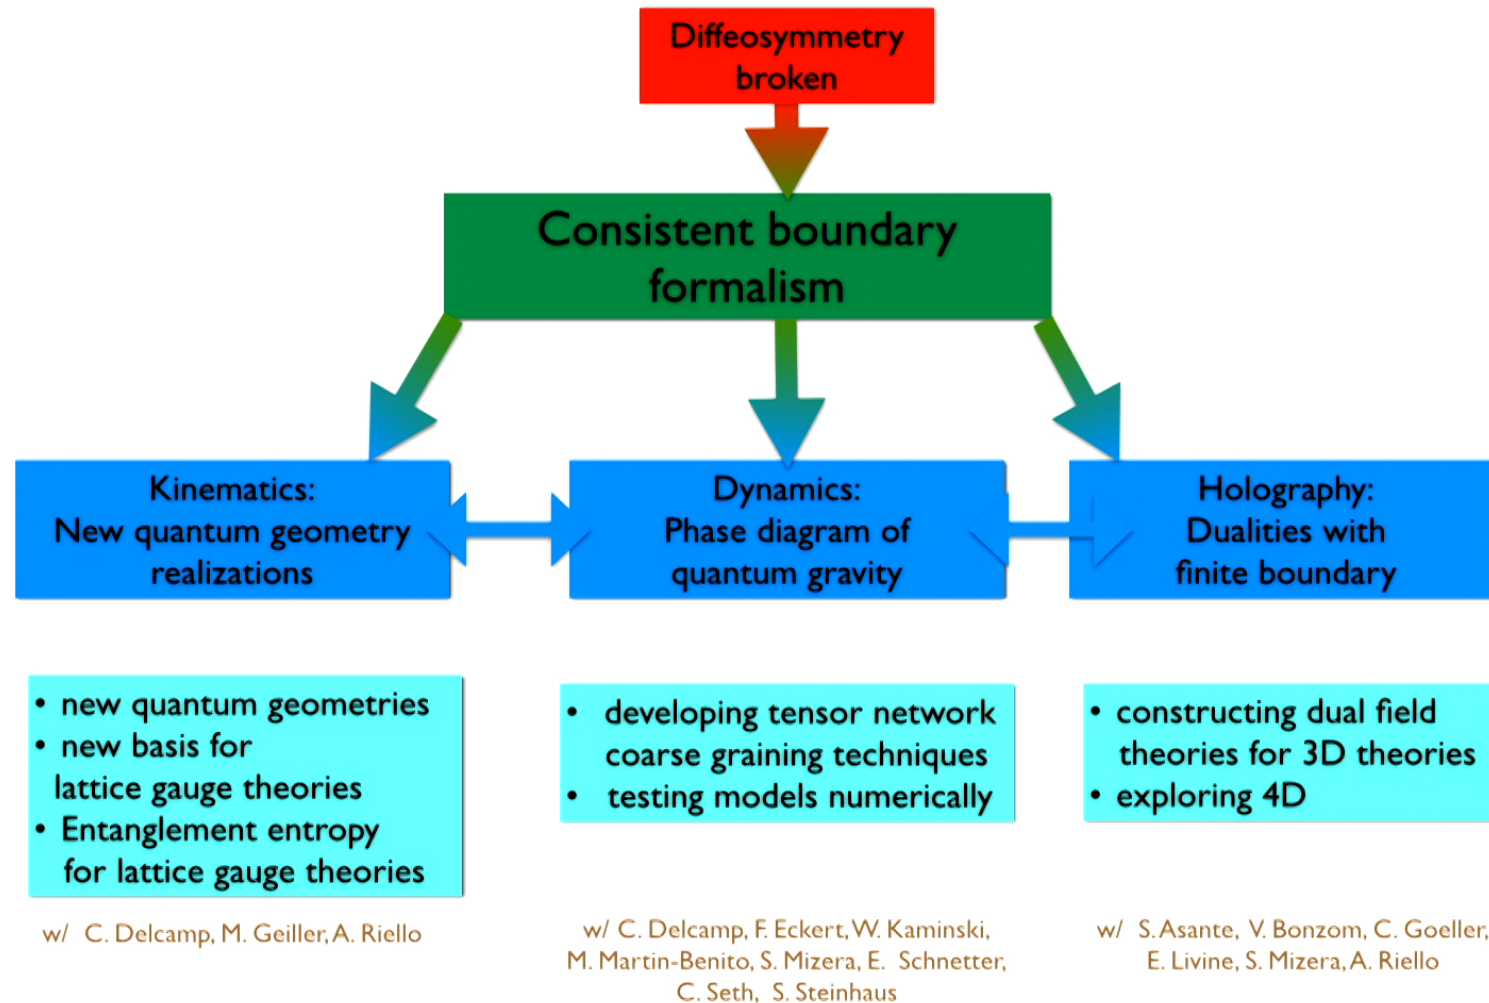 Diffeosymmetry
broken
Consistent boundary
formalism
Kinematics:
New quantum geometry
realizations
Dynamics:
Phase diagram of
quantum gravity
Holography:
Dualities with
finite boundary
• new quantum geometries
• new basis for
lattice gauge theories
• Entanglement entropy
for lattice gauge theories
• developing tensor network
coarse graining techniques
• testing models numerically
• constructing dual field
theories for 3D theories
• exploring 4D
w/ C. Delcamp, M. Geiller, A. Riello
w/ C. Delcamp, F. Eckert, W. Kaminski,
M. Martin-Benito, S. Mizera, E. Schnetter,
C. Seth, S. Steinhaus
w/ S. Asante, V. Bonzom, C. Goeller,
E. Livine, S. Mizera, A. Riello